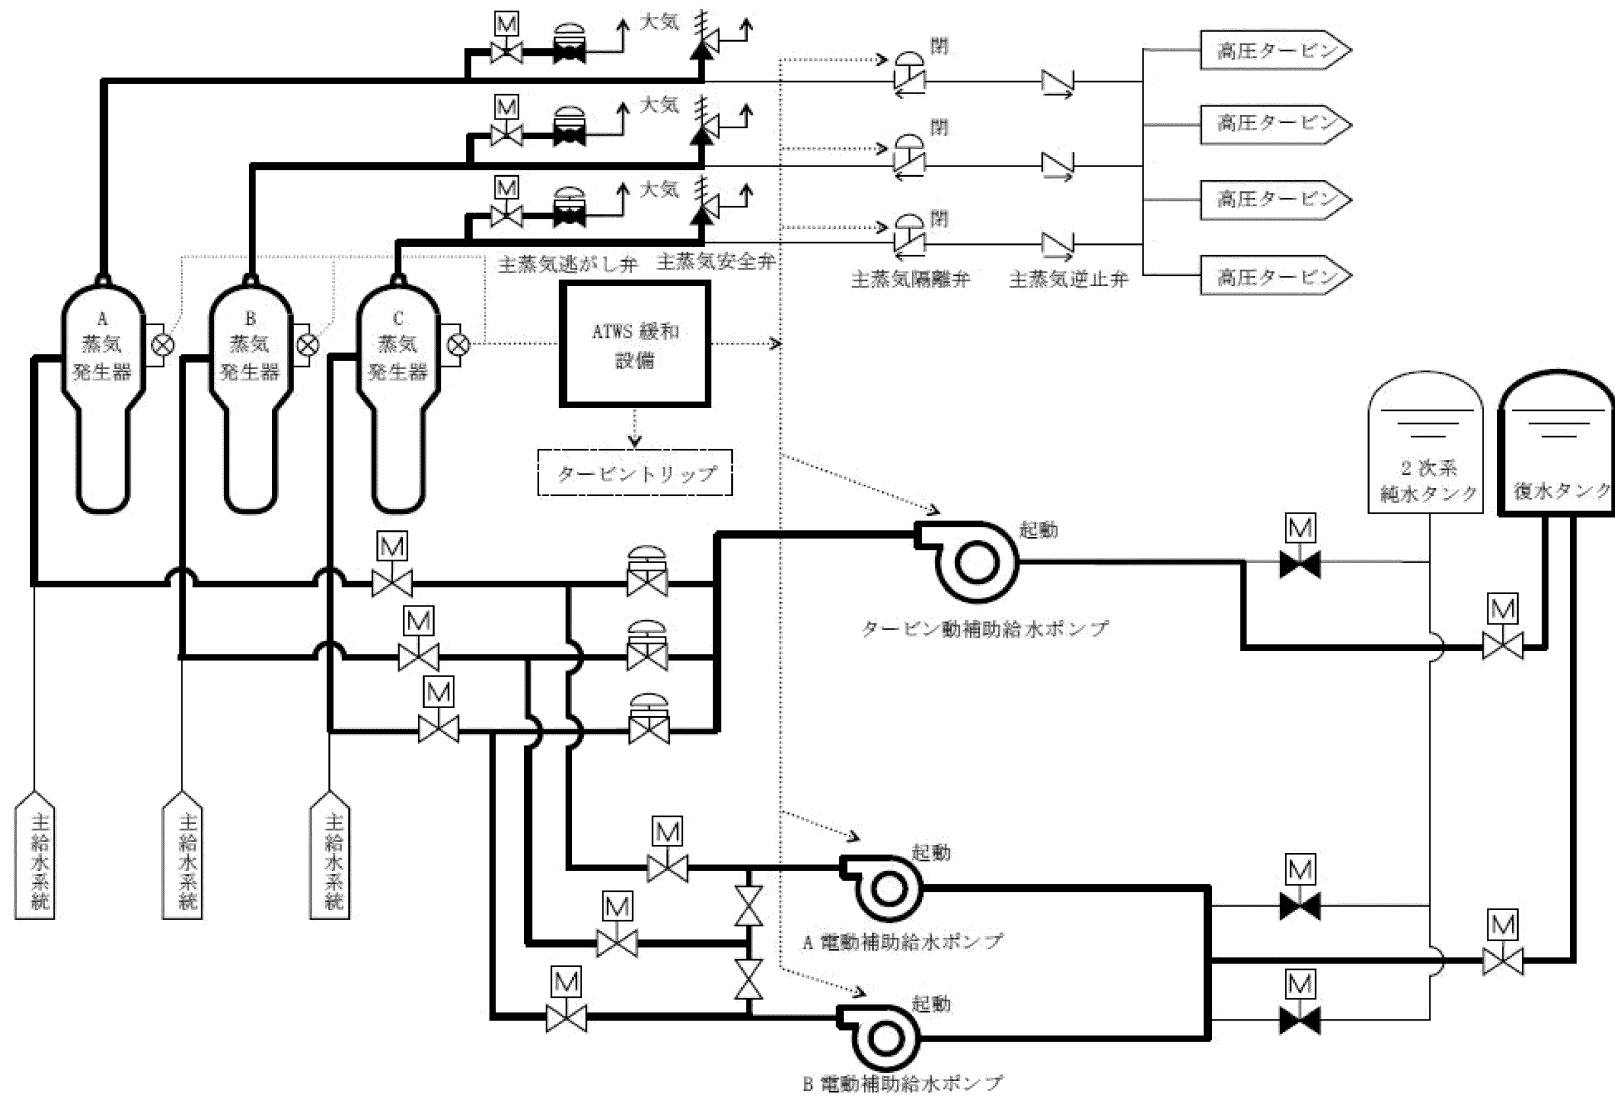 M
大気
閉
高圧タービン
M
大気
閉
高圧タービン
M
大気
閉
高圧タービン
主蒸気逃がし弁
主蒸気安全弁
主蒸気隔離弁
主蒸気逆止弁
高圧タービン
A
蒸気
発生器
B
蒸気
発生器
C
蒸気
発生器
ATWS 緩和
設備
タービントリップ
2 次系
純水タンク
復水タンク
M
起動
M
タービン動補助給水ポンプ
M
M
M
主給水系統
主給水系統
主給水系統
M
起動
M
M
A 電動補助給水ポンプ
M
M
起動
M
B 電動補助給水ポンプ